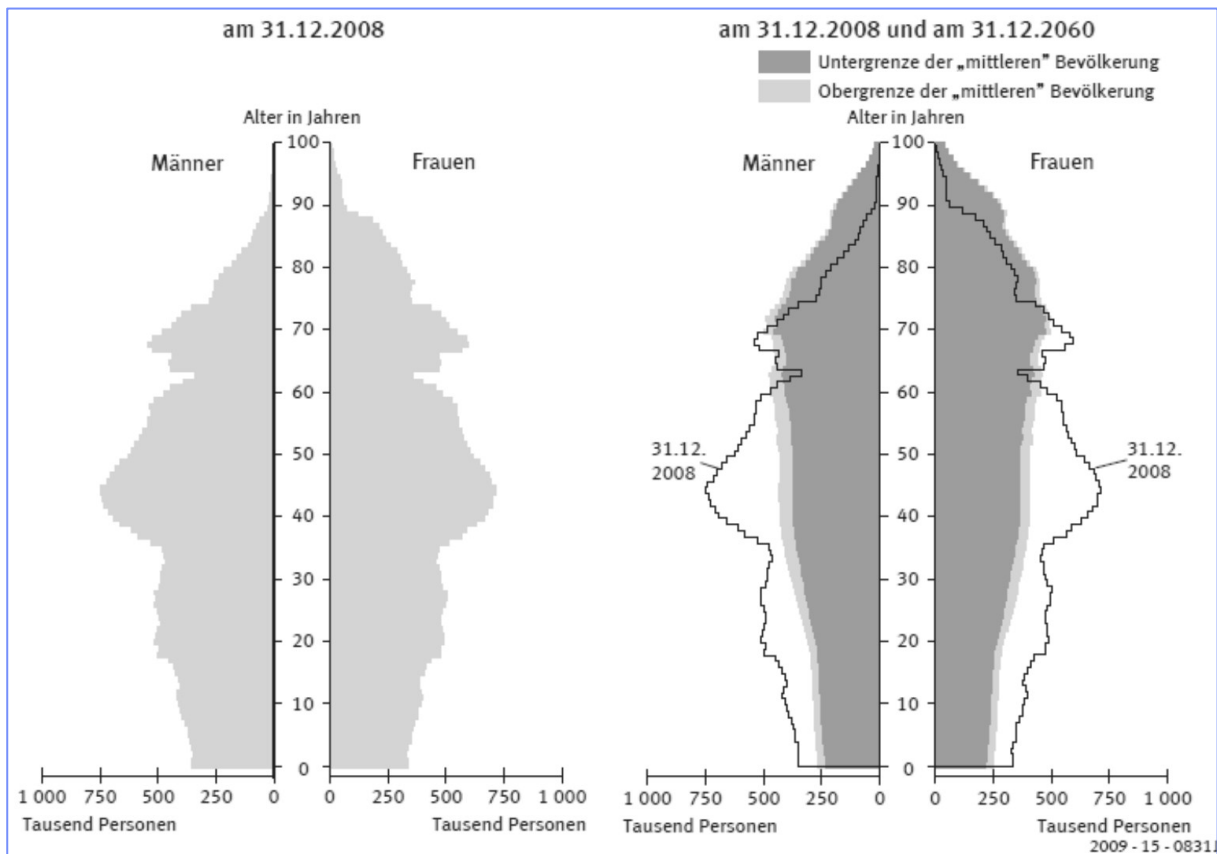 am 31.12.2008
Alter in Jahren
Männer
Frauen
100
90
80
70
60
50
40
30
20
10
0
1 000 750 500 250 0
0 250 500 750 1 000
Tausend Personen
Tausend Personen
am 31.12.2008 und am 31.12.2060
Untergrenze der „mittleren” Bevölkerung
Obergrenze der „mittleren” Bevölkerung
Alter in Jahren
Männer
Frauen
100
90
80
70
60
50
40
30
20
10
0
31.12.
2008
31.12.
2008
1 000 750 500 250 0
0 250 500 750 1 000
Tausend Personen
Tausend Personen
2009 - 15 - 0831